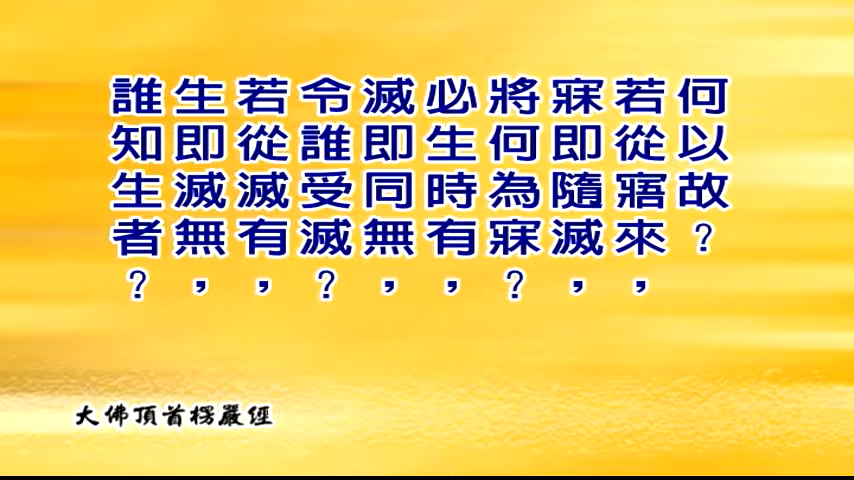 何以故？
若從寤來，
寐即隨滅，
將何為寐？
必生時有，
滅即同無，
令誰受滅？
若從滅有，
生即滅無，
誰知生者？
大佛頂首楞嚴經